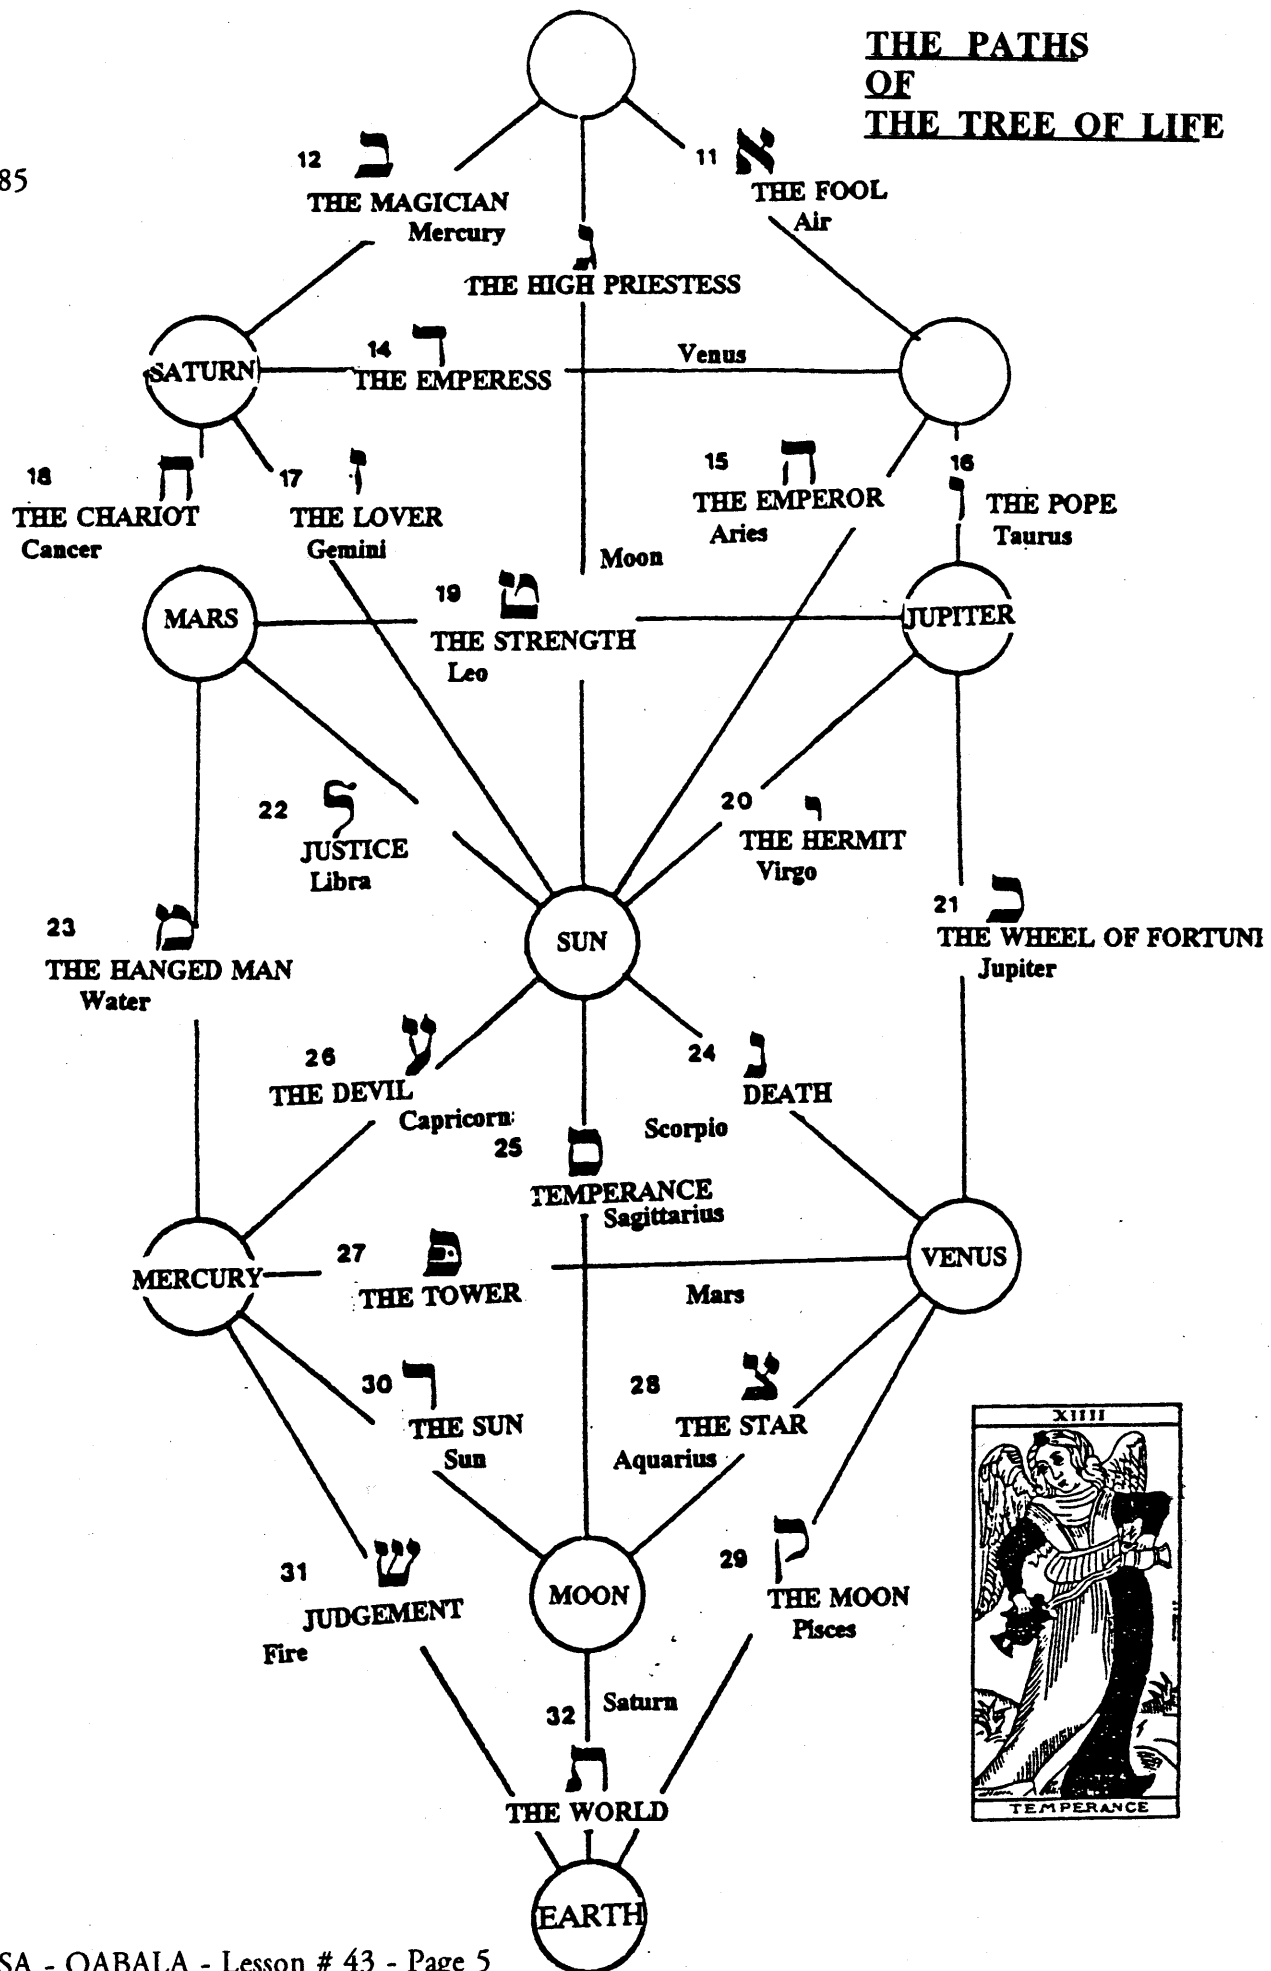 THE PATHS
OF
THE TREE OF LIFE
85
12 ב
THE MAGICIAN
Mercury
11 א
THE FOOL
Air
ג
THE HIGH PRIESTESS
Moon
SATURN
14 ד
THE EMPERESS
Venus
18 ח
THE CHARIOT
Cancer
17 ו
THE LOVER
Gemini
15 ה
THE EMPEROR
Aries
16
ו
THE POPE
Taurus
MARS
19 ט
THE STRENGTH
Leo
JUPITER
22 ל
JUSTICE
Libra
20 י
THE HERMIT
Virgo
23 מ
THE HANGED MAN
Water
SUN
21 כ
THE WHEEL OF FORTUN
Jupiter
26 ע
THE DEVIL
Capricorn
24 נ
DEATH
Scorpio
25 ם
TEMPERANCE
Sagittarius
MERCURY
27 פּ
THE TOWER
Mars
VENUS
30 ר
THE SUN
Sun
28 צ
THE STAR
Aquarius
31 ש
JUDGEMENT
Fire
MOON
29 ק
THE MOON
Pisces
32
Saturn
ת
THE WORLD
EARTH
XIIII
TEMPERANCE
SA - QABALA - Lesson # 43 - Page 5